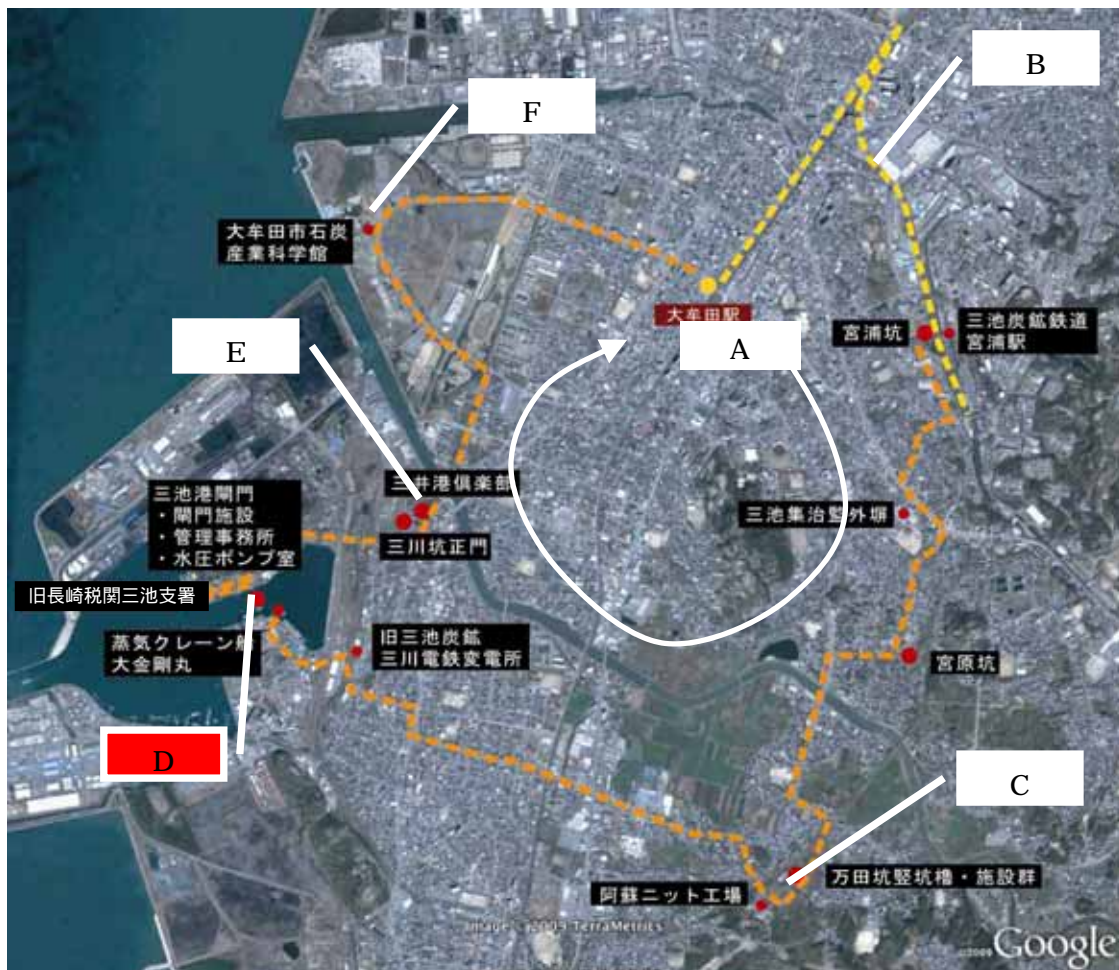 B
F
大牟田市石炭
産業科学館
大牟田駅
A
宮浦坑
三池炭鉱鉄道
宮浦駅
E
三井港倶楽部
三川坑正門
三池集治監外塀
三池港閘門
・閘門施設
・管理事務所
・水圧ポンプ室
旧長崎税関三池支署
蒸気クレーン船
大金剛丸
旧三池炭鉱
三川電鉄変電所
宮原坑
D
C
万田坑竪坑櫓・施設群
阿蘇ニット工場
Image © 2009 TerraMetrics
©2009 Google